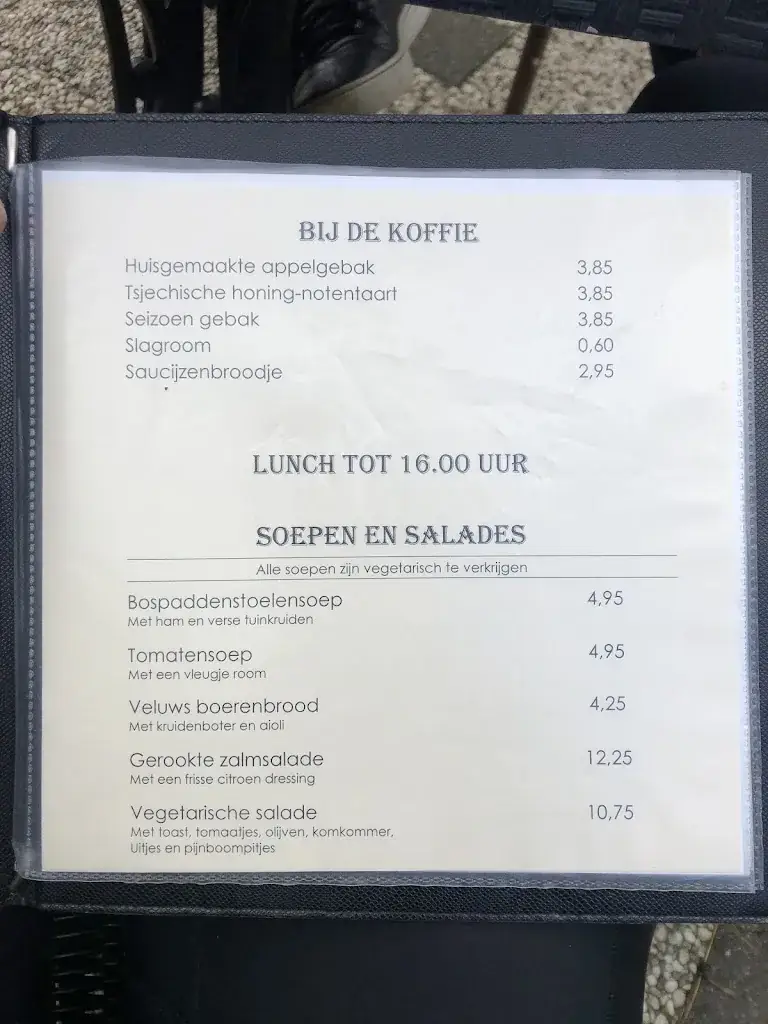 BIJ DE KOFFIE
Huisgemaakte appelgebak 3,85
Tsjechische honing-notentaart 3,85
Seizoen gebak 3,85
Slagroom 0,60
Saucijzenbroodje 2,95
LUNCH TOT 16.00 UUR
SOEPEN EN SALADES
Alle soepen zijn vegetarisch te verkrijgen
Bospaddenstoelensoep 4,95
Met ham en verse tuinkruiden
Tomatensoep 4,95
Met een vleugje room
Veluws boerenbrood 4,25
Met kruidenboter en aioli
Gerookte zalmsalade 12,25
Met een frisse citroen dressing
Vegetarische salade 10,75
Met toast, tomaatjes, olijven, komkommer,
Uitjes en pijnboompitjes